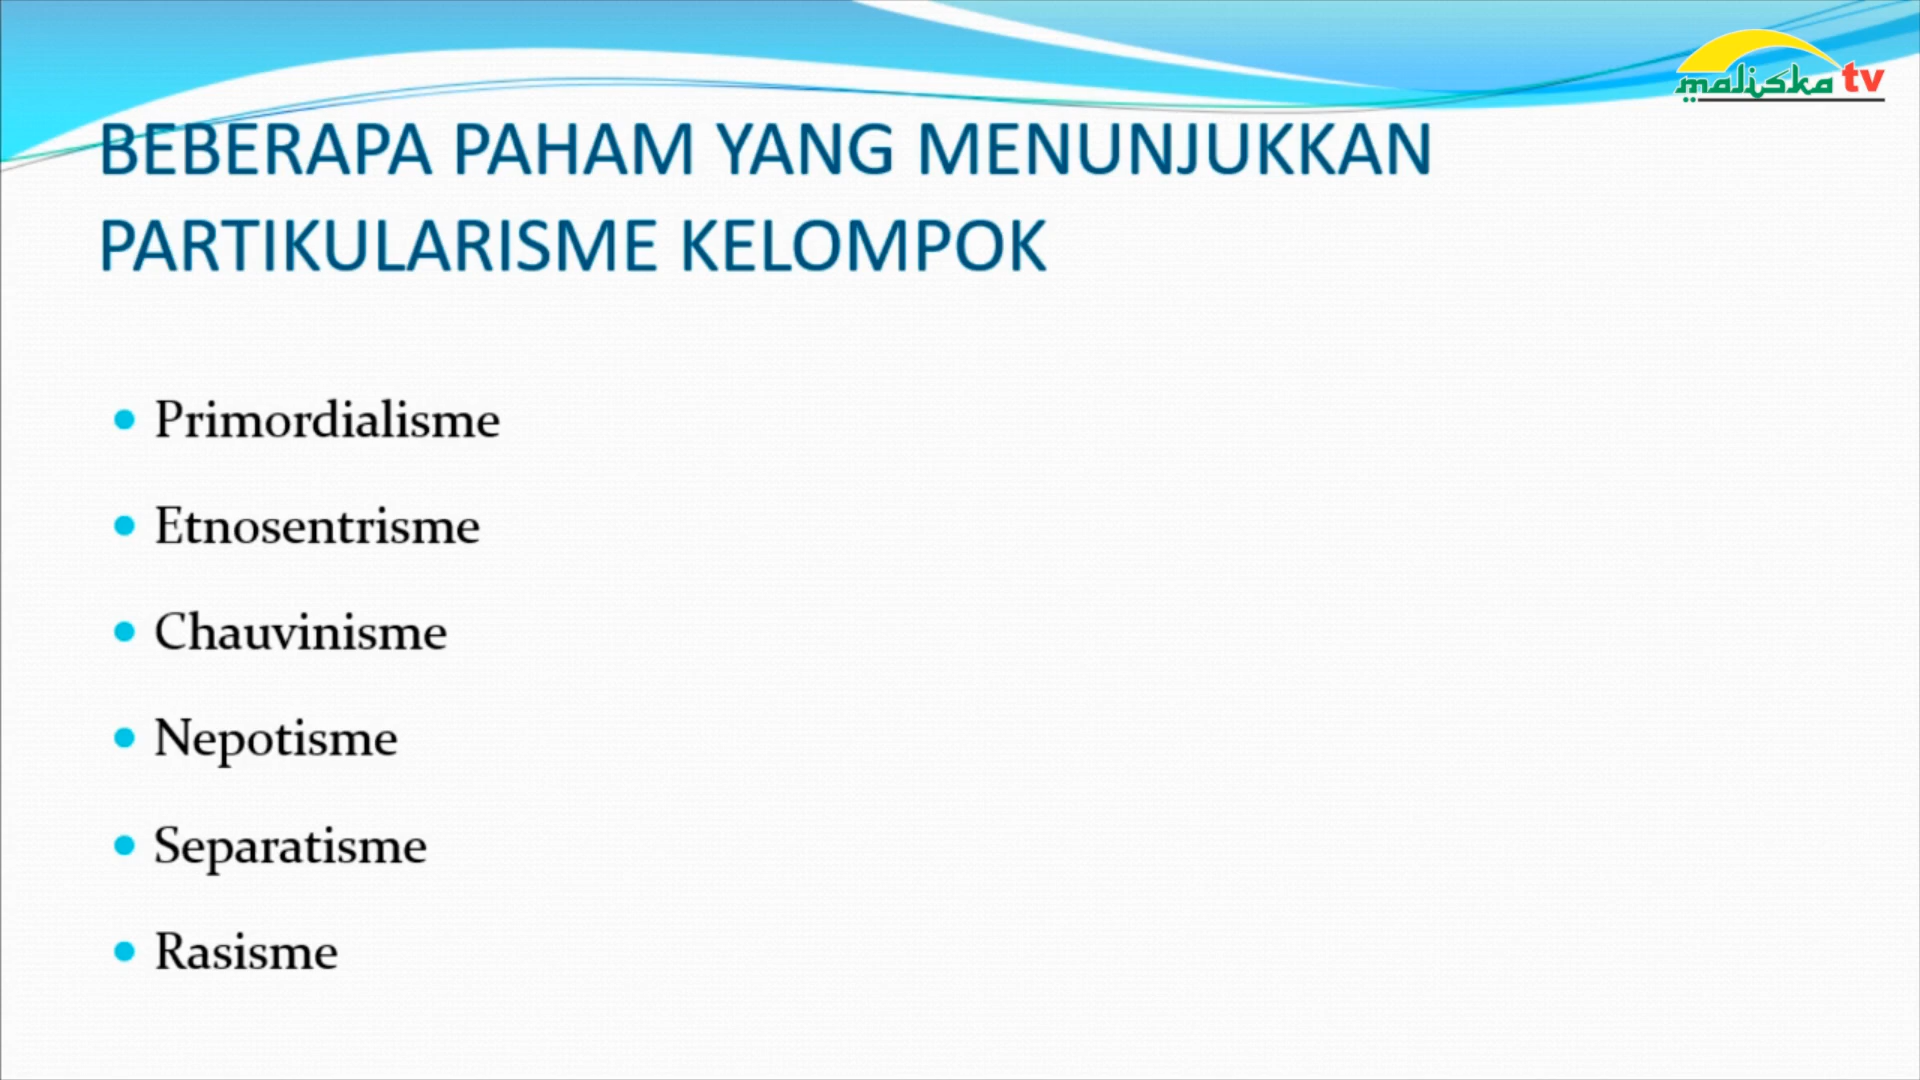 maliska tv
BEBERAPA PAHAM YANG MENUNJUKKAN
PARTIKULARISME KELOMPOK
Primordialisme
Etnosentrisme
Chauvinisme
Nepotisme
Separatisme
Rasisme